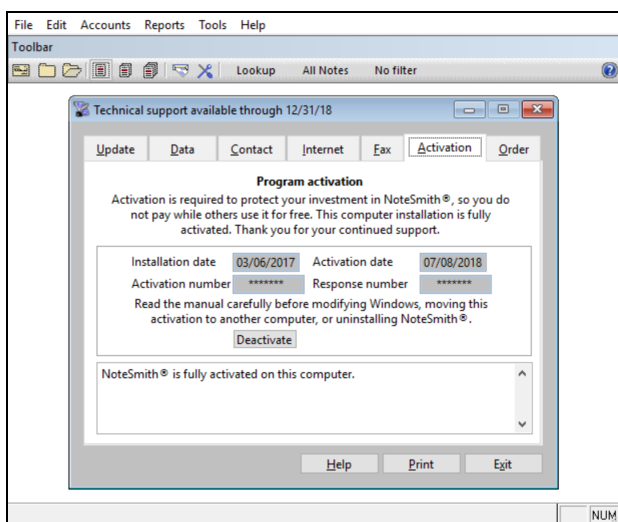 File Edit Accounts Reports Tools Help
Toolbar
Lookup All Notes No filter
Technical support available through 12/31/18
Update Data Contact Internet Fax Activation Order
Program activation
Activation is required to protect your investment in NoteSmith®, so you do
not pay while others use it for free. This computer installation is fully
activated. Thank you for your continued support.
Installation date 03/06/2017 Activation date 07/08/2018
Activation number ******* Response number *******
Read the manual carefully before modifying Windows, moving this
activation to another computer, or uninstalling NoteSmith®.
Deactivate
NoteSmith® is fully activated on this computer.
Help Print Exit
NUM